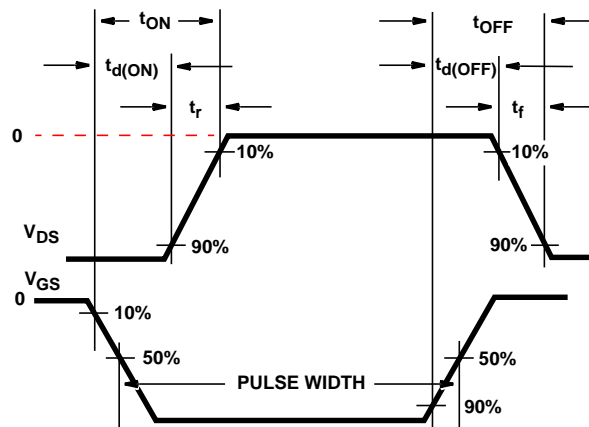 tON tOFF
td(ON) td(OFF)
tr tf
0
10% 10%
VDS 90% 90%
VGS
0
10%
50% 50%
PULSE WIDTH
90%